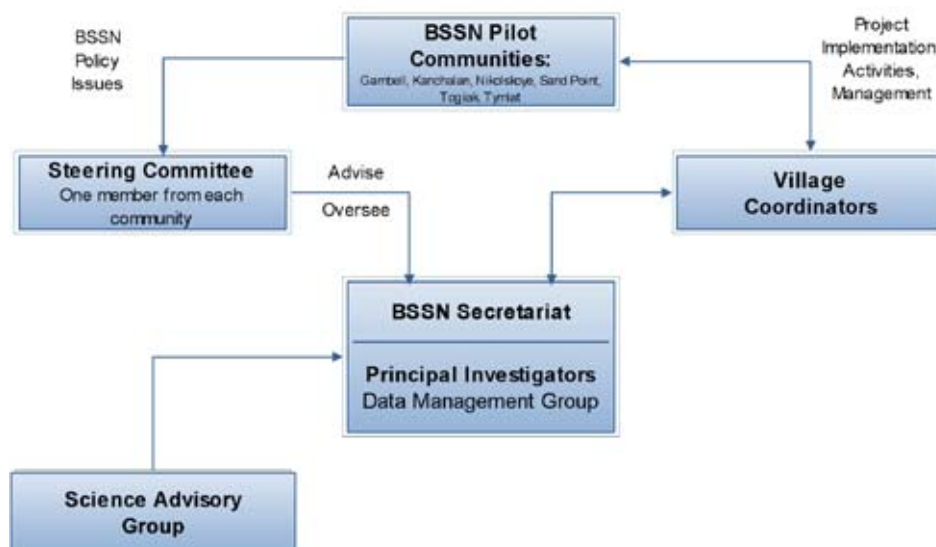 BSSN
Policy
Issues
BSSN Pilot
Communities:
Gambell, Kanchalan, Nikolskoye, Sand Point,
Togiak, Tymlat
Project
Implementation
Activities,
Management
Steering Committee
One member from each
community
Advise
Oversee
Village
Coordinators
BSSN Secretariat
Principal Investigators
Data Management Group
Science Advisory
Group